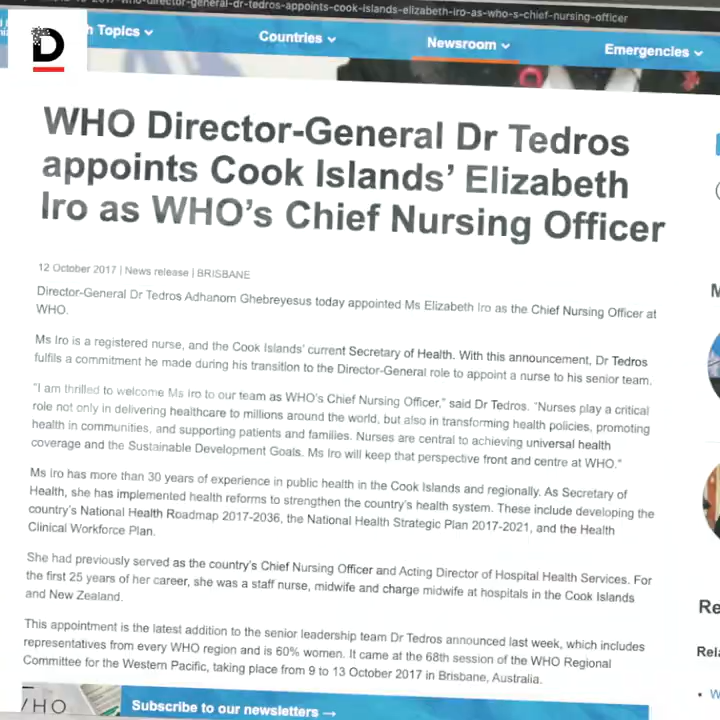 who-director-general-dr-tedros-appoints-cook-islands-elizabeth-iro-as-who-s-chief-nursing-officer
D
Topics
Countries
Newsroom
Emergencies
WHO Director-General Dr Tedros
appoints Cook Islands’ Elizabeth
Iro as WHO’s Chief Nursing Officer
12 October 2017 | News release | BRISBANE
Director-General Dr Tedros Adhanom Ghebreyesus today appointed Ms Elizabeth Iro as the Chief Nursing Officer at
WHO.
Ms Iro is a registered nurse, and the Cook Islands’ current Secretary of Health. With this announcement, Dr Tedros
fulfils a commitment he made during his transition to the Director-General role to appoint a nurse to his senior team.
“I am thrilled to welcome Ms Iro to our team as WHO’s Chief Nursing Officer,” said Dr Tedros. “Nurses play a critical
role not only in delivering healthcare to millions around the world, but also in transforming health policies, promoting
health in communities, and supporting patients and families. Nurses are central to achieving universal health
coverage and the Sustainable Development Goals. Ms Iro will keep that perspective front and centre at WHO.”
Ms Iro has more than 30 years of experience in public health in the Cook Islands and regionally. As Secretary of
Health, she has implemented health reforms to strengthen the country’s health system. These include developing the
country’s National Health Roadmap 2017-2036, the National Health Strategic Plan 2017-2021, and the Health
Clinical Workforce Plan.
She had previously served as the country’s Chief Nursing Officer and Acting Director of Hospital Health Services. For
the first 25 years of her career, she was a staff nurse, midwife and charge midwife at hospitals in the Cook Islands
and New Zealand.
This appointment is the latest addition to the senior leadership team Dr Tedros announced last week, which includes
representatives from every WHO region and is 60% women. It came at the 68th session of the WHO Regional
Committee for the Western Pacific, taking place from 9 to 13 October 2017 in Brisbane, Australia.
Subscribe to our newsletters →